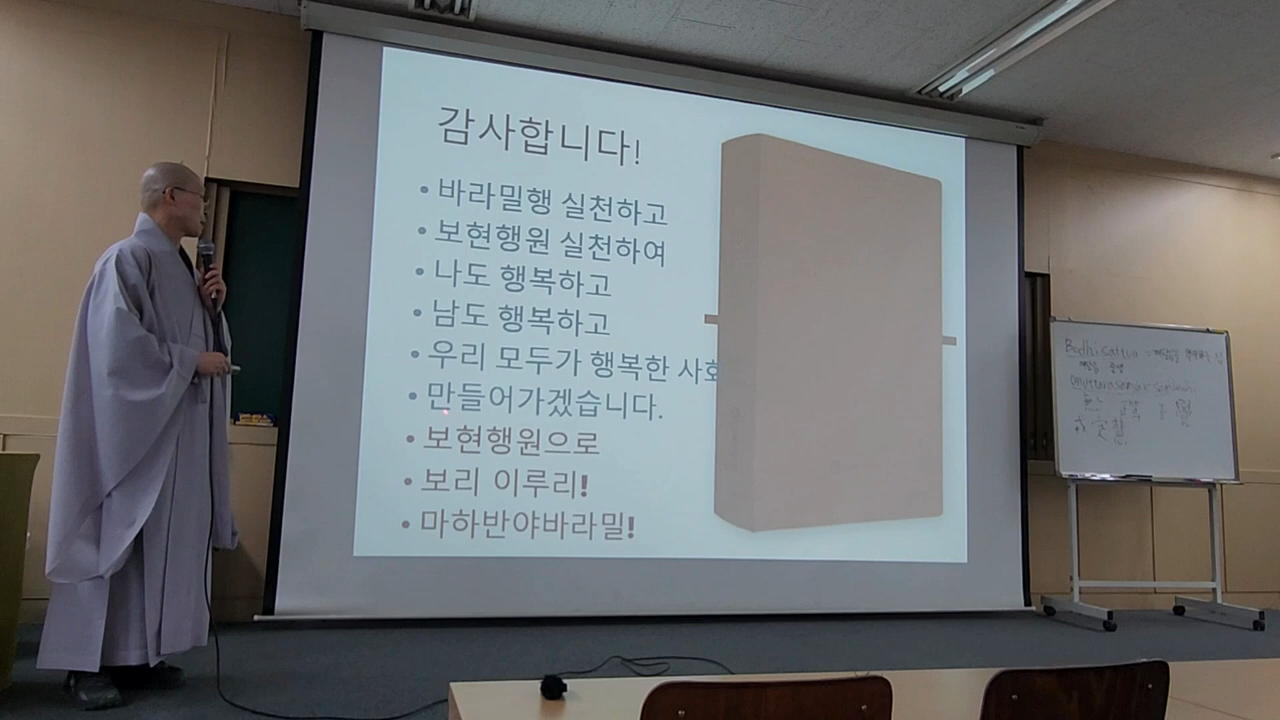 감사합니다!
• 바라밀행 실천하고
• 보현행원 실천하여
• 나도 행복하고
• 남도 행복하고
• 우리 모두가 행복한 사회
• 만들어가겠습니다.
• 보현행원으로
• 보리 이루리!
• 마하반야바라밀!
Bodhisattva